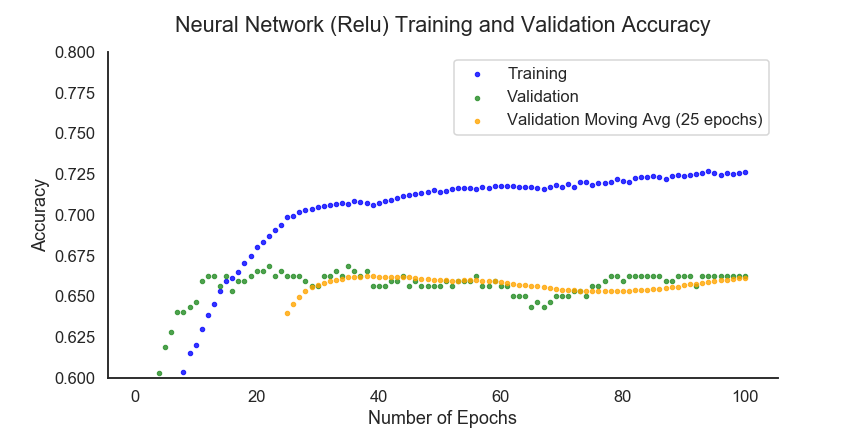 Neural Network (Relu) Training and Validation Accuracy
0.800
0.775
0.750
0.725
0.700
0.675
0.650
0.625
0.600
Accuracy
Training
Validation
Validation Moving Avg (25 epochs)
0 20 40 60 80 100
Number of Epochs